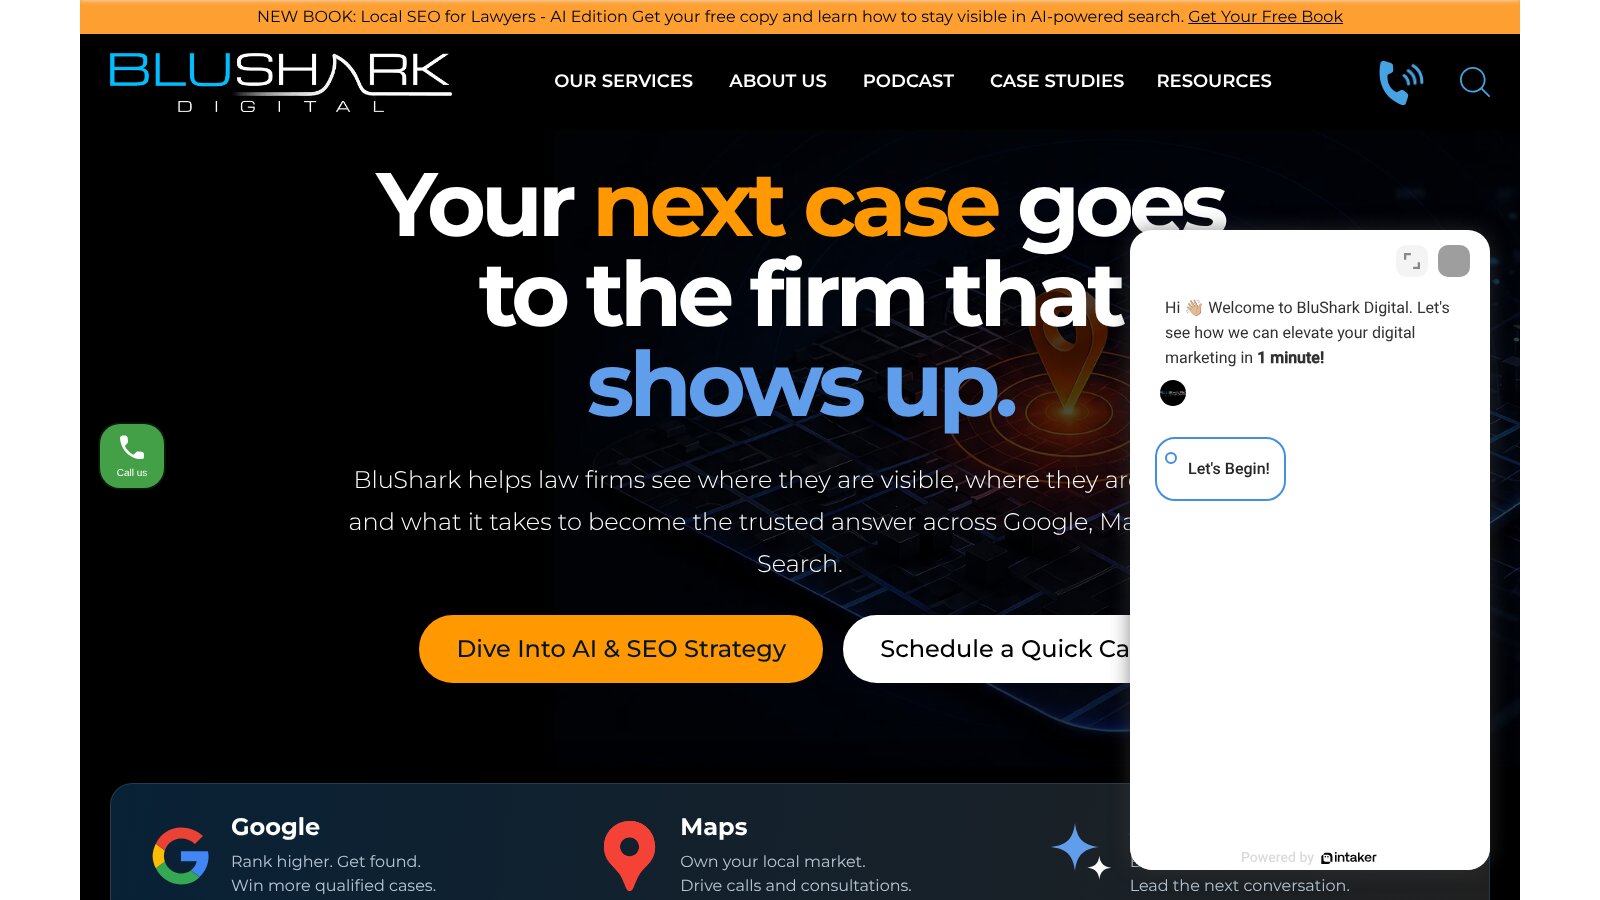 NEW BOOK: Local SEO for Lawyers - AI Edition Get your free copy and learn how to stay visible in AI-powered search. Get Your Free Book
BLUSHARK
DIGITAL
OUR SERVICES
ABOUT US
PODCAST
CASE STUDIES
RESOURCES
Your next case goes
to the firm that
shows up.
BluShark helps law firms see where they are visible, where they are
and what it takes to become the trusted answer across Google,
Search.
Dive Into AI & SEO Strategy
Schedule a Quick
Call us
Hi 👋🏼 Welcome to BluShark Digital. Let's
see how we can elevate your digital
marketing in 1 minute!
Let's Begin!
Powered by intaker
Google
Rank higher. Get found.
Win more qualified cases.
Maps
Own your local market.
Drive calls and consultations.
Lead the next conversation.